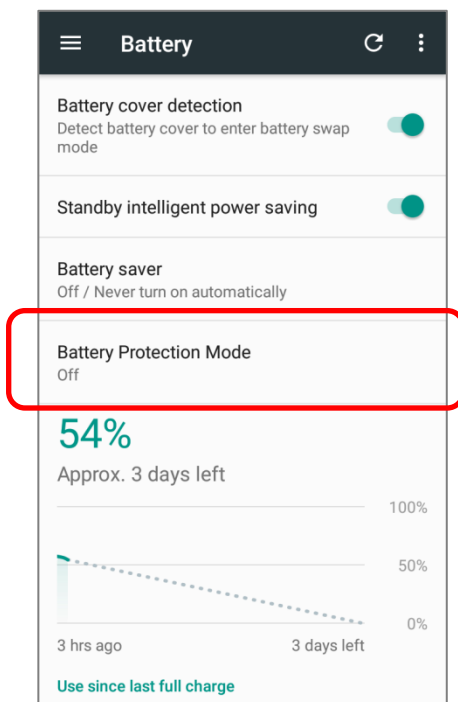 Battery
Battery cover detection
Detect battery cover to enter battery swap
mode
Standby intelligent power saving
Battery saver
Off / Never turn on automatically
Battery Protection Mode
Off
54%
Approx. 3 days left
100%
50%
0%
3 hrs ago 3 days left
Use since last full charge